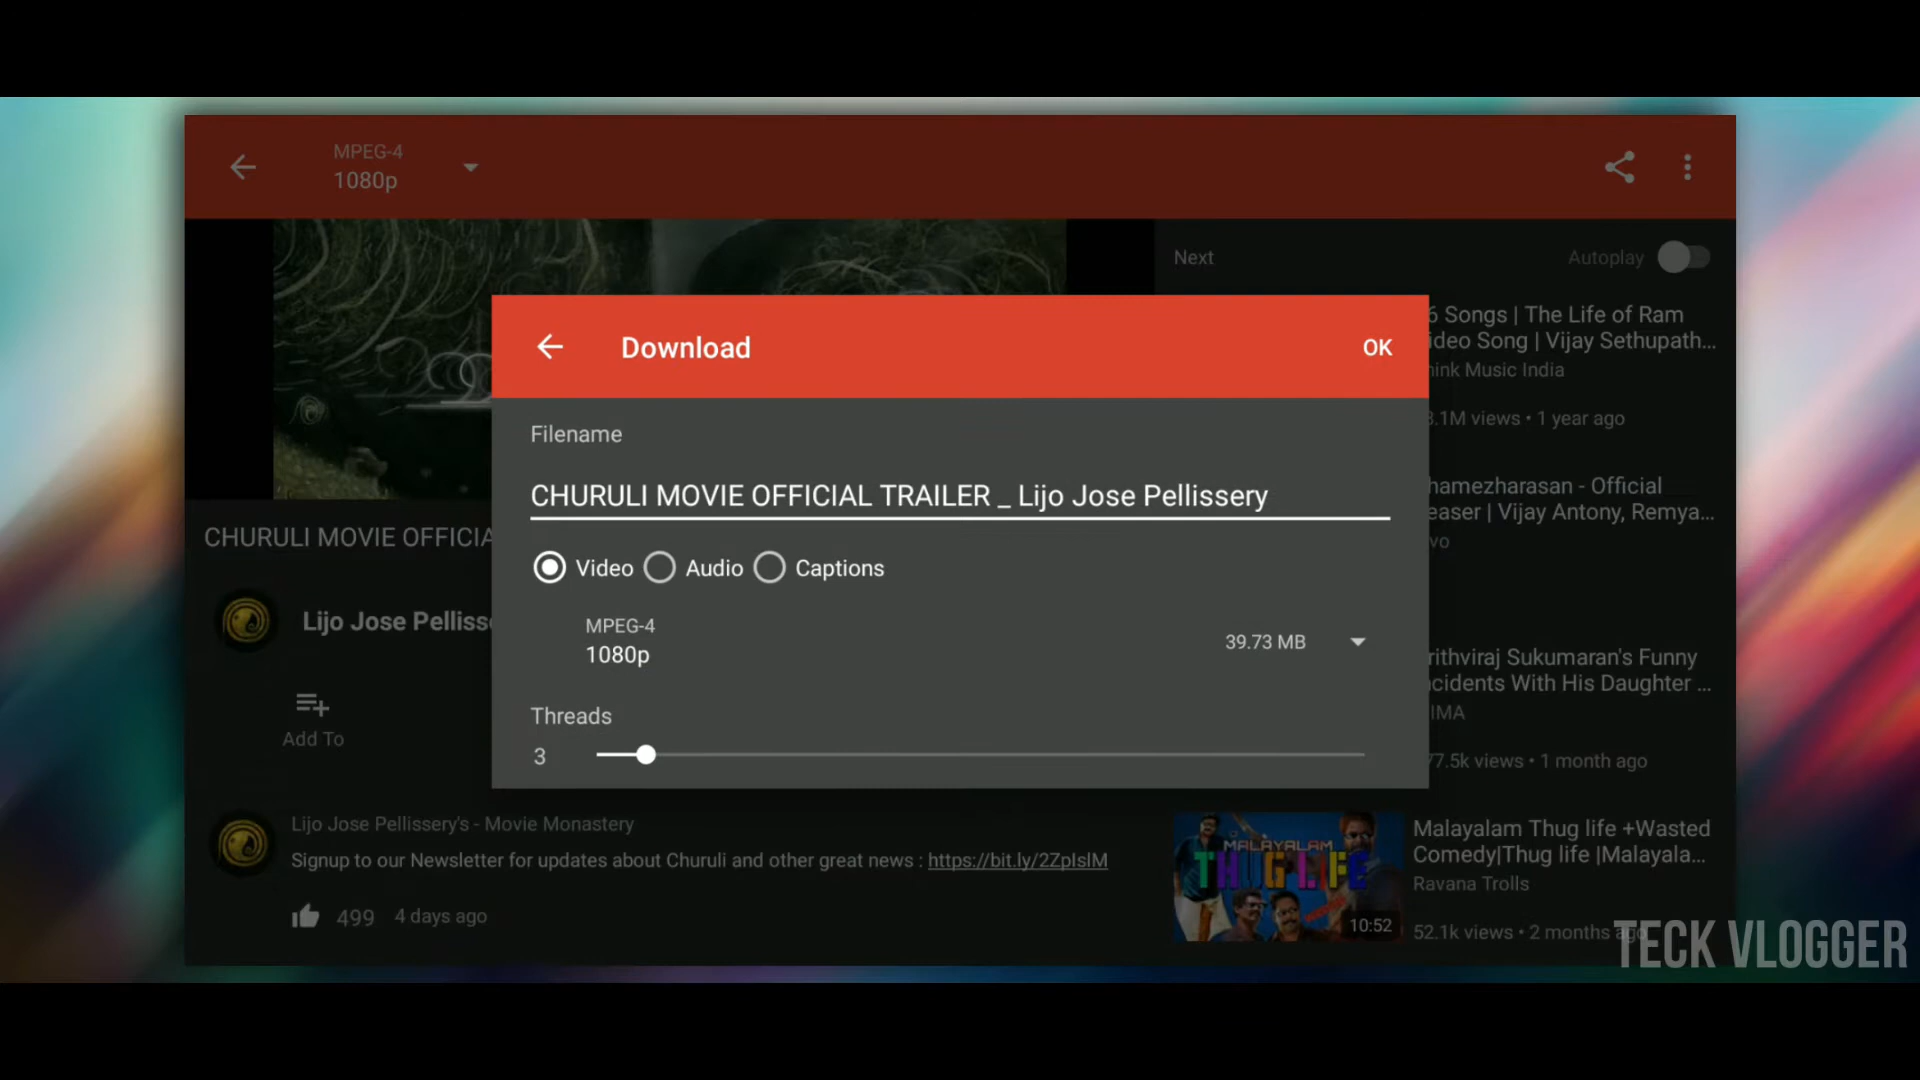 MPEG-4
1080p
Next
Autoplay
6 Songs | The Life of Ram
ideo Song | Vijay Sethupath...
hink Music India
8.1M views • 1 year ago
Download
OK
Filename
CHURULI MOVIE OFFICIAL TRAILER _ Lijo Jose Pellissery
Video
Audio
Captions
MPEG-4
1080p
39.73 MB
Threads
3
CHURULI MOVIE OFFICIA
Lijo Jose Pelliss
Add To
Lijo Jose Pellissery's - Movie Monastery
Signup to our Newsletter for updates about Churuli and other great news : https://bit.ly/2ZpIslM
499
4 days ago
hamezharasan - Official
easer | Vijay Antony, Remya...
vo
rithviraj Sukumaran's Funny
cidents With His Daughter ...
IMA
77.5k views • 1 month ago
MALAYALAM
THUG LIFE
10:52
Malayalam Thug life +Wasted
Comedy|Thug life |Malayala...
Ravana Trolls
52.1k views • 2 months ago
TECK VLOGGER